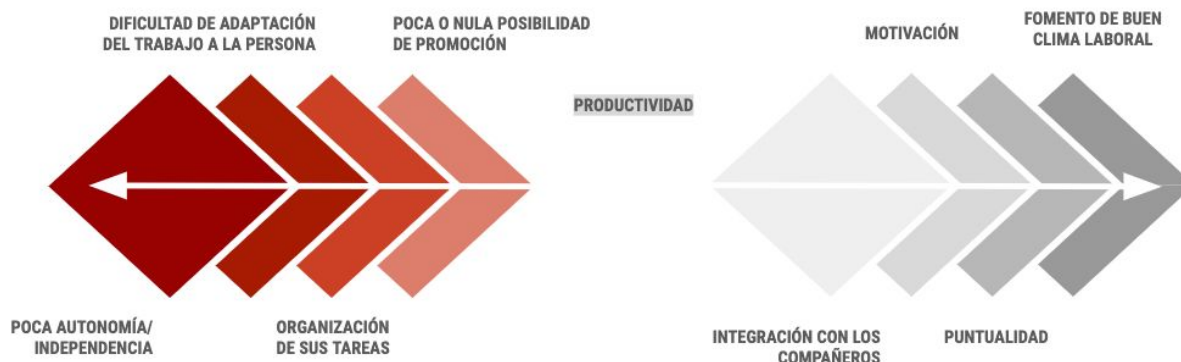 DIFICULTAD DE ADAPTACIÓN
DEL TRABAJO A LA PERSONA
POCA O NULA POSIBILIDAD
DE PROMOCIÓN
MOTIVACIÓN
FOMENTO DE BUEN
CLIMA LABORAL
PRODUCTIVIDAD
POCA AUTONOMÍA/
INDEPENDENCIA
ORGANIZACIÓN
DE SUS TAREAS
INTEGRACIÓN CON LOS
COMPAÑEROS
PUNTUALIDAD